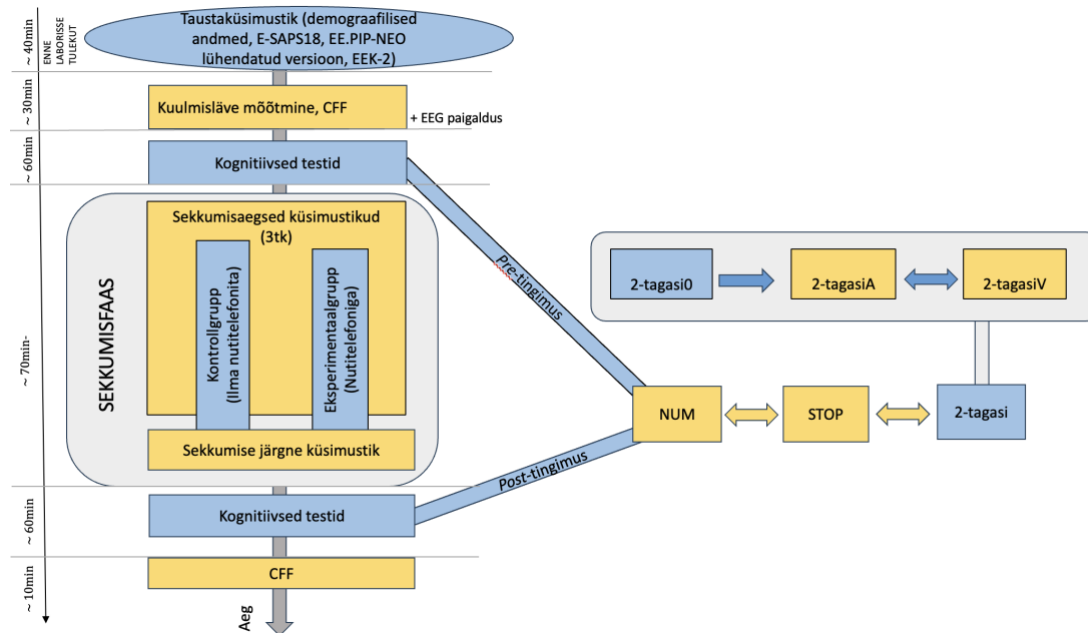 ~ 40min
ENNE
LABORISSE
TULEKUT
Taustaküsimustik (demograafilised
andmed, E-SAPS18, EE.PIP-NEO
lühendatud versioon, EEK-2)
~ 30min
Kuulmisläve mõõtmine, CFF
+ EEG paigaldus
~ 60min
Kognitiivsed testid
~ 70min-
SEKKUMISFAAS
Sekkumisaegsed küsimustikud
(3tk)
Kontrollgrupp
(Ilma nutitelefonita)
Eksperimentaalgrupp
(Nutitelefoniga)
Sekkumise järgne küsimustik
~ 60min
Kognitiivsed testid
~ 10min
CFF
Aeg
Pre-tingimus
Post-tingimus
2-tagasi0
2-tagasiA
2-tagasiV
NUM
STOP
2-tagasi